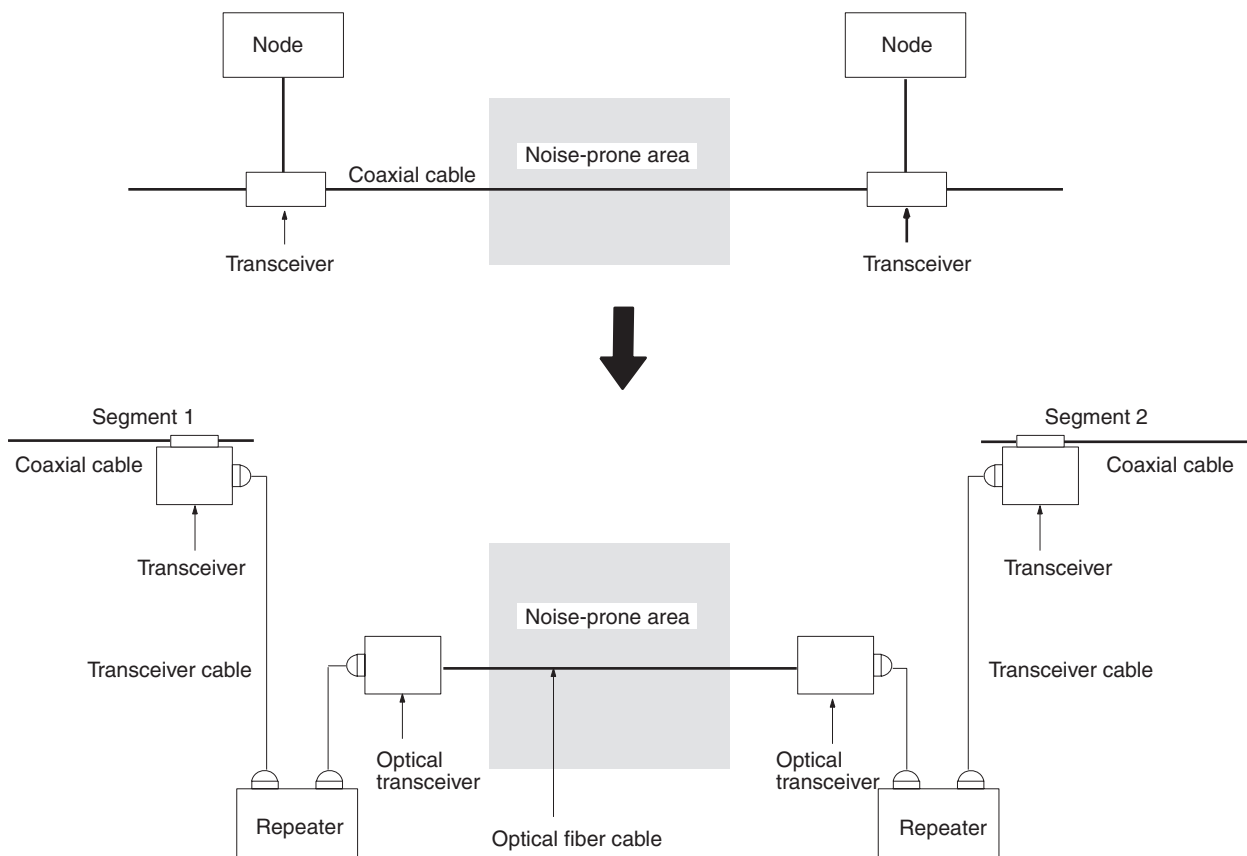 Node
Node
Noise-prone area
Coaxial cable
Transceiver
Transceiver
Segment 1
Segment 2
Coaxial cable
Coaxial cable
Transceiver
Transceiver
Noise-prone area
Transceiver cable
Transceiver cable
Optical
transceiver
Optical
transceiver
Repeater
Optical fiber cable
Repeater